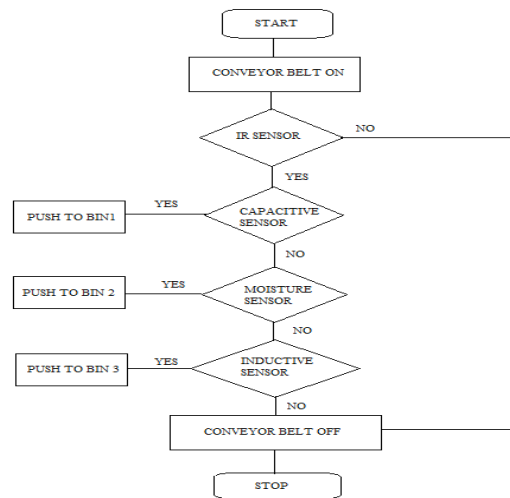 START
CONVEYOR BELT ON
IR SENSOR
NO
YES
YES
CAPACITIVE
SENSOR
PUSH TO BIN1
NO
YES
MOISTURE
SENSOR
PUSH TO BIN 2
NO
YES
INDUCTIVE
SENSOR
PUSH TO BIN 3
NO
CONVEYOR BELT OFF
STOP